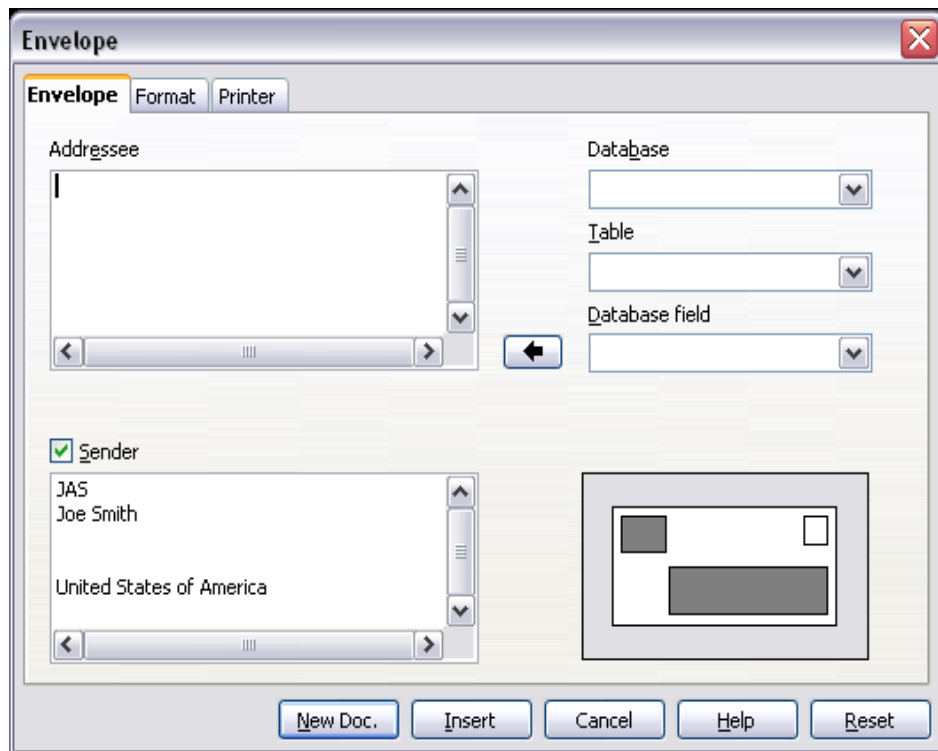 Envelope
Envelope Format Printer
Addressee
Database
Table
Database field
Sender
JAS
Joe Smith
United States of America
New Doc. Insert Cancel Help Reset